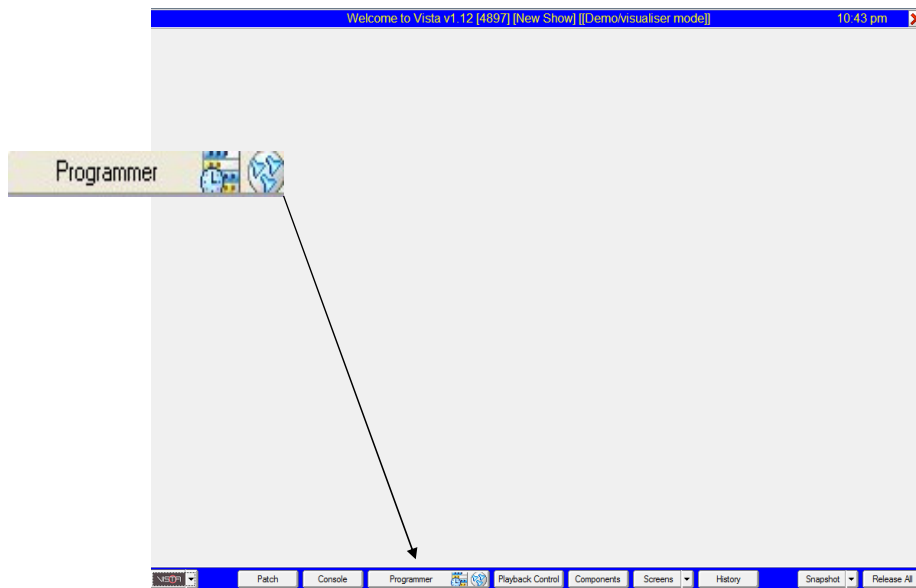 Welcome to Vista v1.12 [4897] [New Show] [[Demo/visualiser mode]] 10:43 pm
Programmer
VISTA Patch Console Programmer Playback Control Components Screens History Snapshot Release All